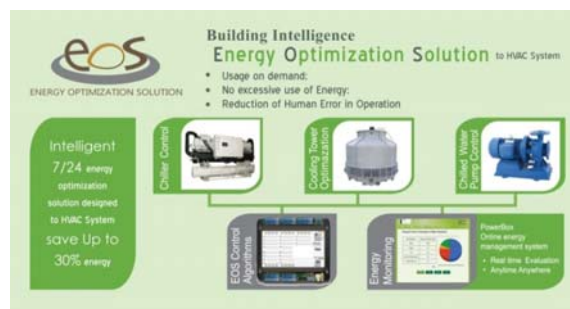 eos
ENERGY OPTIMIZATION SOLUTION
Building Intelligence
Energy Optimization Solution to HVAC System
• Usage on demand:
• No excessive use of Energy:
• Reduction of Human Error in Operation
Intelligent
7/24 energy
optimization
solution designed
to HVAC System
save Up to
30% energy
Chiller Control
Cooling Tower
Optimazation
Chilled Water
Pump Control
EOS Control
Algorithms
Energy
Monitoring
PowerBox
Online energy
management system
• Real time Evaluation
• Anytime Anywhere